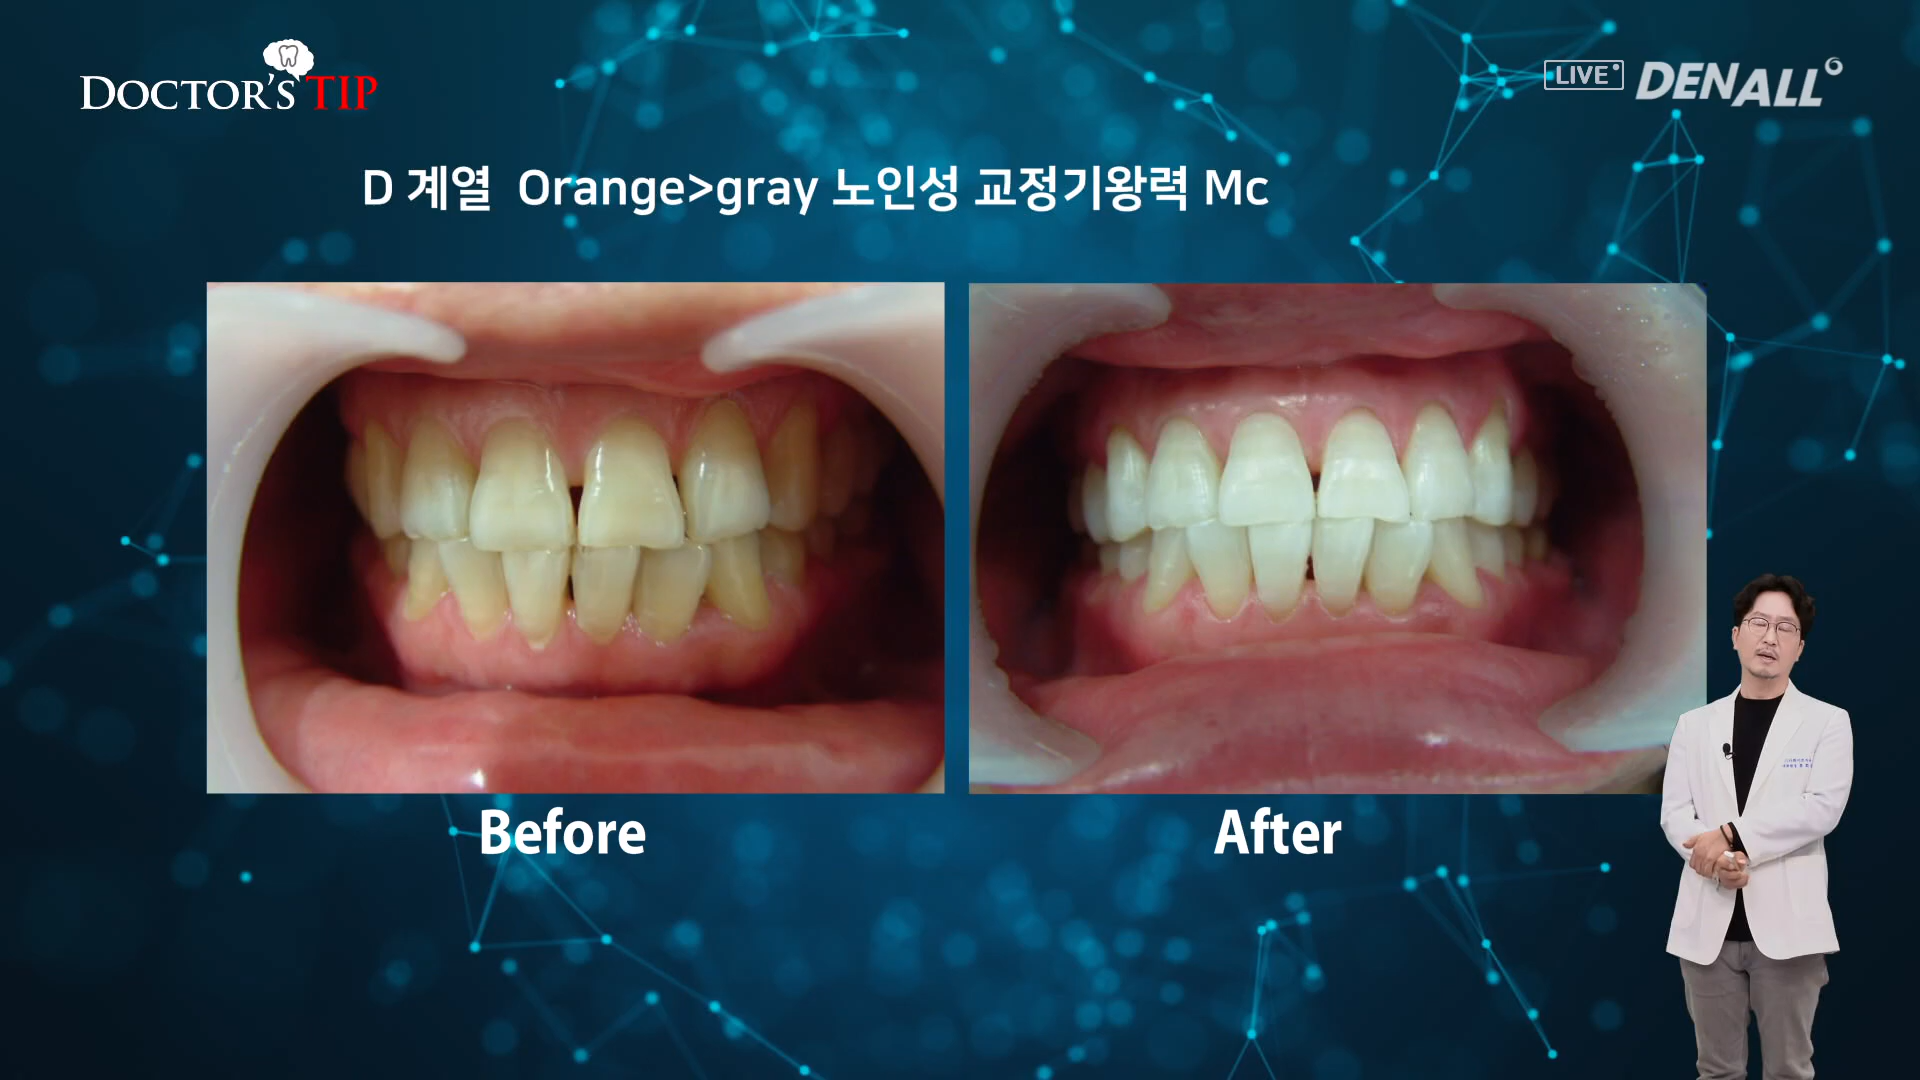 DOCTOR'S TIP
LIVE DENALL
D 계열 Orange>gray 노인성 교정기왕력 Mc
Before
After